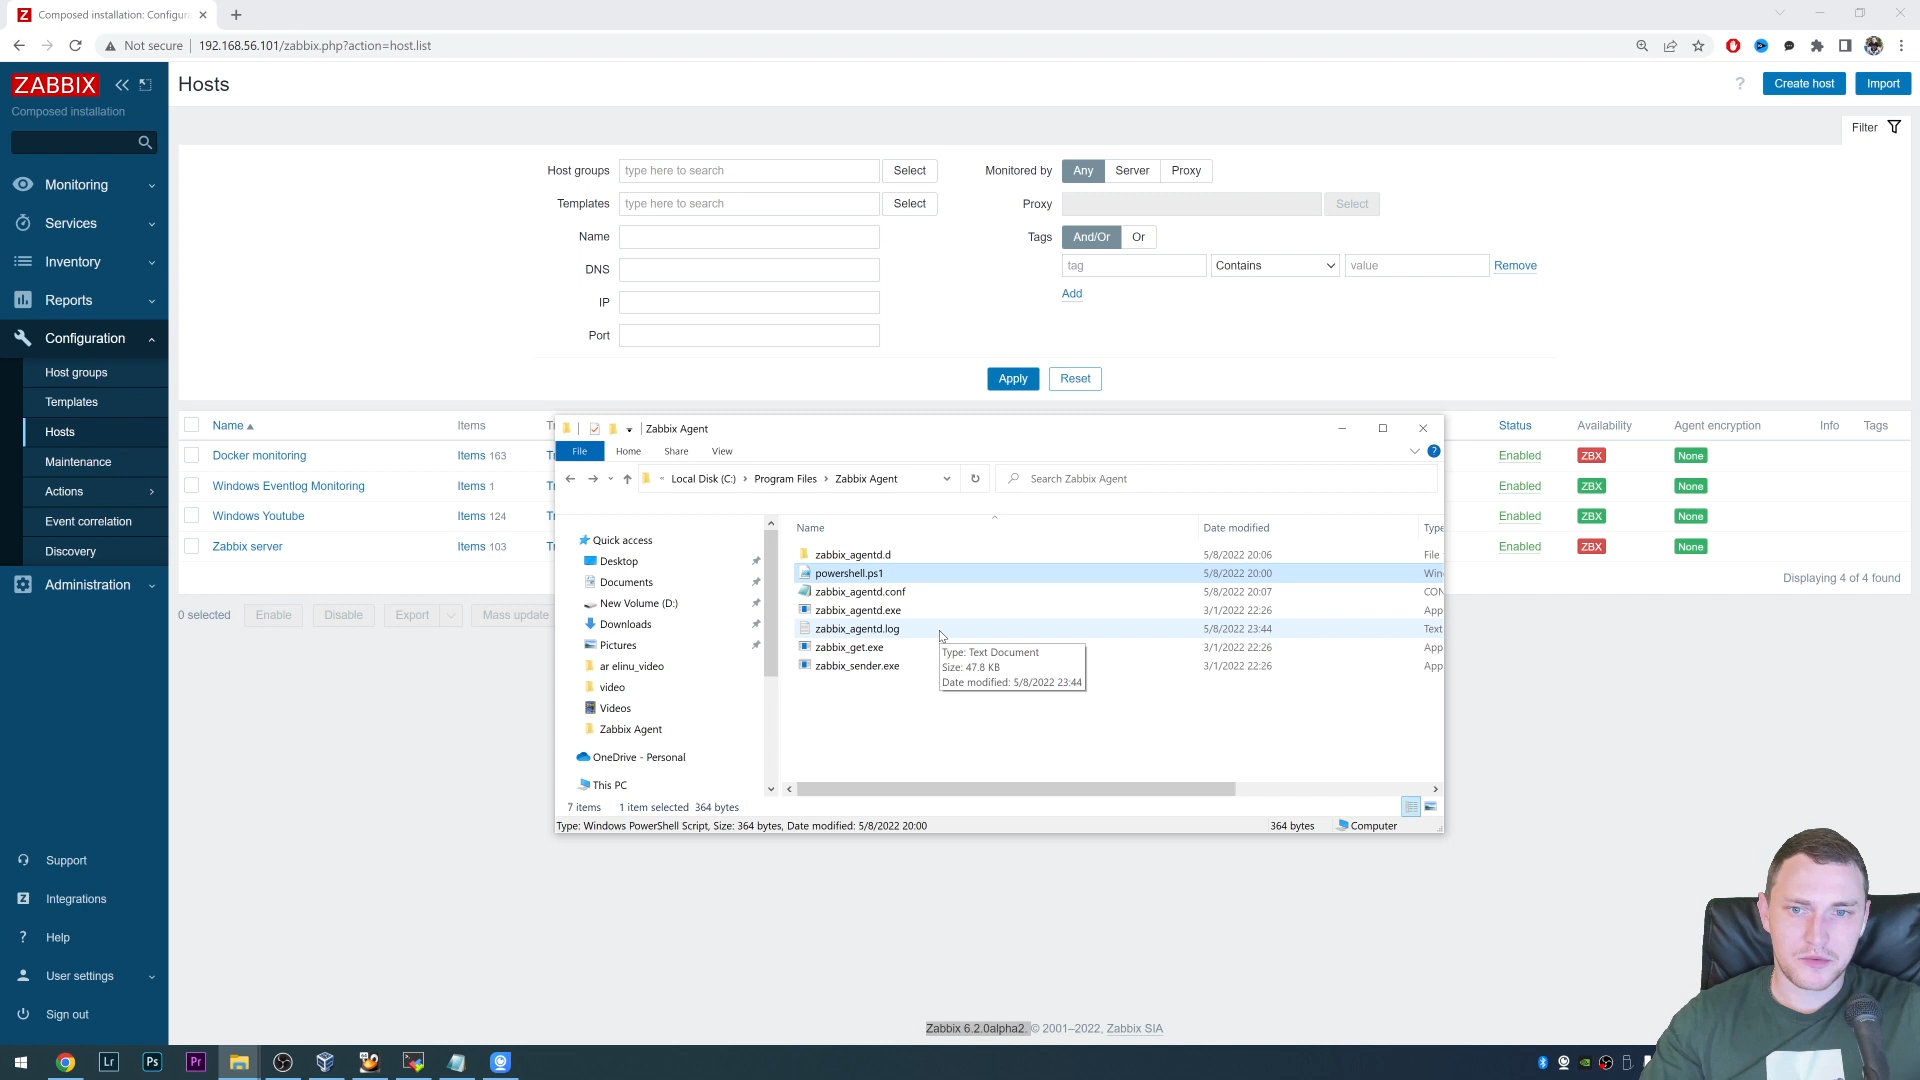 Composed installation: Configura
Not secure
192.168.56.101/zabbix.php?action=host.list
ZABBIX
Composed installation
Monitoring
Services
Inventory
Reports
Configuration
Host groups
Templates
Hosts
Maintenance
Actions
Event correlation
Discovery
Administration
Support
Integrations
Help
User settings
Sign out
Hosts
?
Create host
Import
Filter
Host groups
type here to search
Select
Templates
type here to search
Select
Name
DNS
IP
Port
Monitored by
Any
Server
Proxy
Proxy
Select
Tags
And/Or
Or
tag
Contains
value
Remove
Add
Apply
Reset
Name
Items
Status
Availability
Agent encryption
Info
Tags
Docker monitoring
Items 163
Enabled
ZBX
None
Windows Eventlog Monitoring
Items 1
Enabled
ZBX
None
Windows Youtube
Items 124
Enabled
ZBX
None
Zabbix server
Items 103
Enabled
ZBX
None
Displaying 4 of 4 found
0 selected
Enable
Disable
Export
Mass update
Zabbix Agent
File
Home
Share
View
Local Disk (C:)
Program Files
Zabbix Agent
Search Zabbix Agent
Quick access
Desktop
Documents
New Volume (D:)
Downloads
Pictures
ar elinu_video
video
Videos
Zabbix Agent
OneDrive - Personal
This PC
Name
Date modified
Type
zabbix_agentd.d
5/8/2022 20:06
File
powershell.ps1
5/8/2022 20:00
Win
zabbix_agentd.conf
5/8/2022 20:07
CON
zabbix_agentd.exe
3/1/2022 22:26
App
zabbix_agentd.log
5/8/2022 23:44
Text
zabbix_get.exe
3/1/2022 22:26
App
zabbix_sender.exe
3/1/2022 22:26
App
Type: Text Document
Size: 47.8 KB
Date modified: 5/8/2022 23:44
7 items
1 item selected 364 bytes
Type: Windows PowerShell Script, Size: 364 bytes, Date modified: 5/8/2022 20:00
364 bytes
Computer
Zabbix 6.2.0alpha2. © 2001–2022, Zabbix SIA
Lr
Ps
Pr